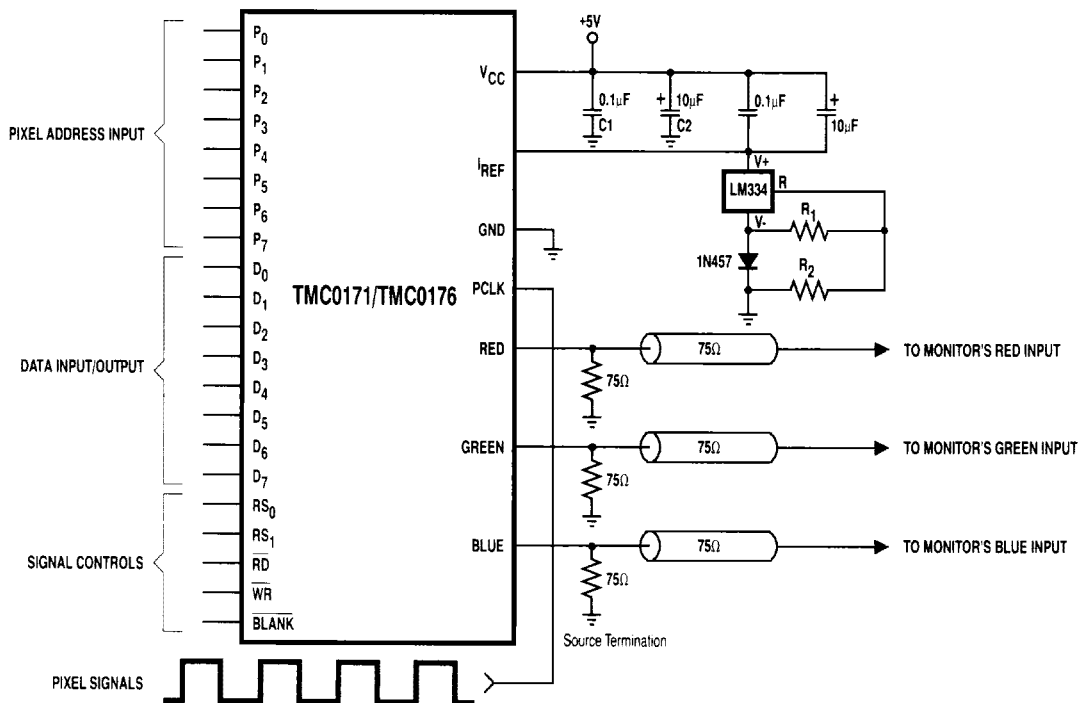 PIXEL ADDRESS INPUT
P0
P1
P2
P3
P4
P5
P6
P7
DATA INPUT/OUTPUT
D0
D1
D2
D3
D4
D5
D6
D7
SIGNAL CONTROLS
RS0
RS1
RD
WR
BLANK
PIXEL SIGNALS
TMC0171/TMC0176
VCC
IREF
GND
PCLK
RED
GREEN
BLUE
+5V
0.1µF
C1
+
10µF
C2
0.1µF
+
10µF
V+
LM334
R
V-
R1
1N457
R2
75Ω
75Ω
TO MONITOR'S RED INPUT
75Ω
75Ω
TO MONITOR'S GREEN INPUT
75Ω
75Ω
TO MONITOR'S BLUE INPUT
Source Termination